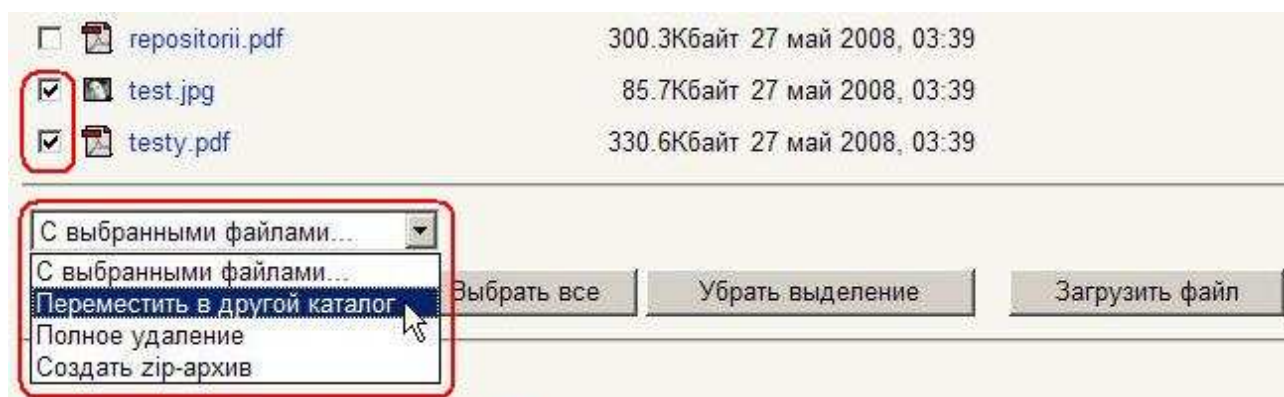 repositorii.pdf 300.3Кбайт 27 май 2008, 03:39
test.jpg 85.7Кбайт 27 май 2008, 03:39
testy.pdf 330.6Кбайт 27 май 2008, 03:39
С выбранными файлами...
С выбранными файлами...
Переместить в другой каталог
Полное удаление
Создать zip-архив
Выбрать все Убрать выделение Загрузить файл